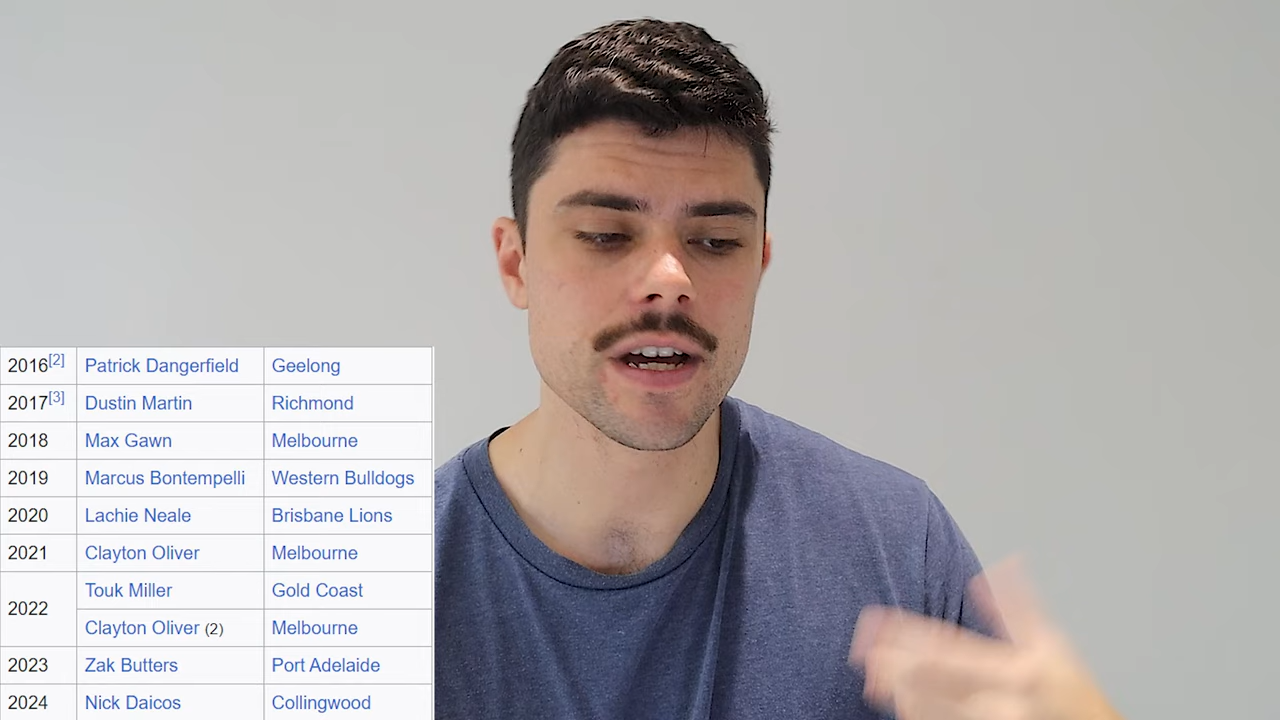 2016[2] Patrick Dangerfield Geelong
2017[3] Dustin Martin Richmond
2018 Max Gawn Melbourne
2019 Marcus Bontempelli Western Bulldogs
2020 Lachie Neale Brisbane Lions
2021 Clayton Oliver Melbourne
2022 Touk Miller Gold Coast
Clayton Oliver (2) Melbourne
2023 Zak Butters Port Adelaide
2024 Nick Daicos Collingwood